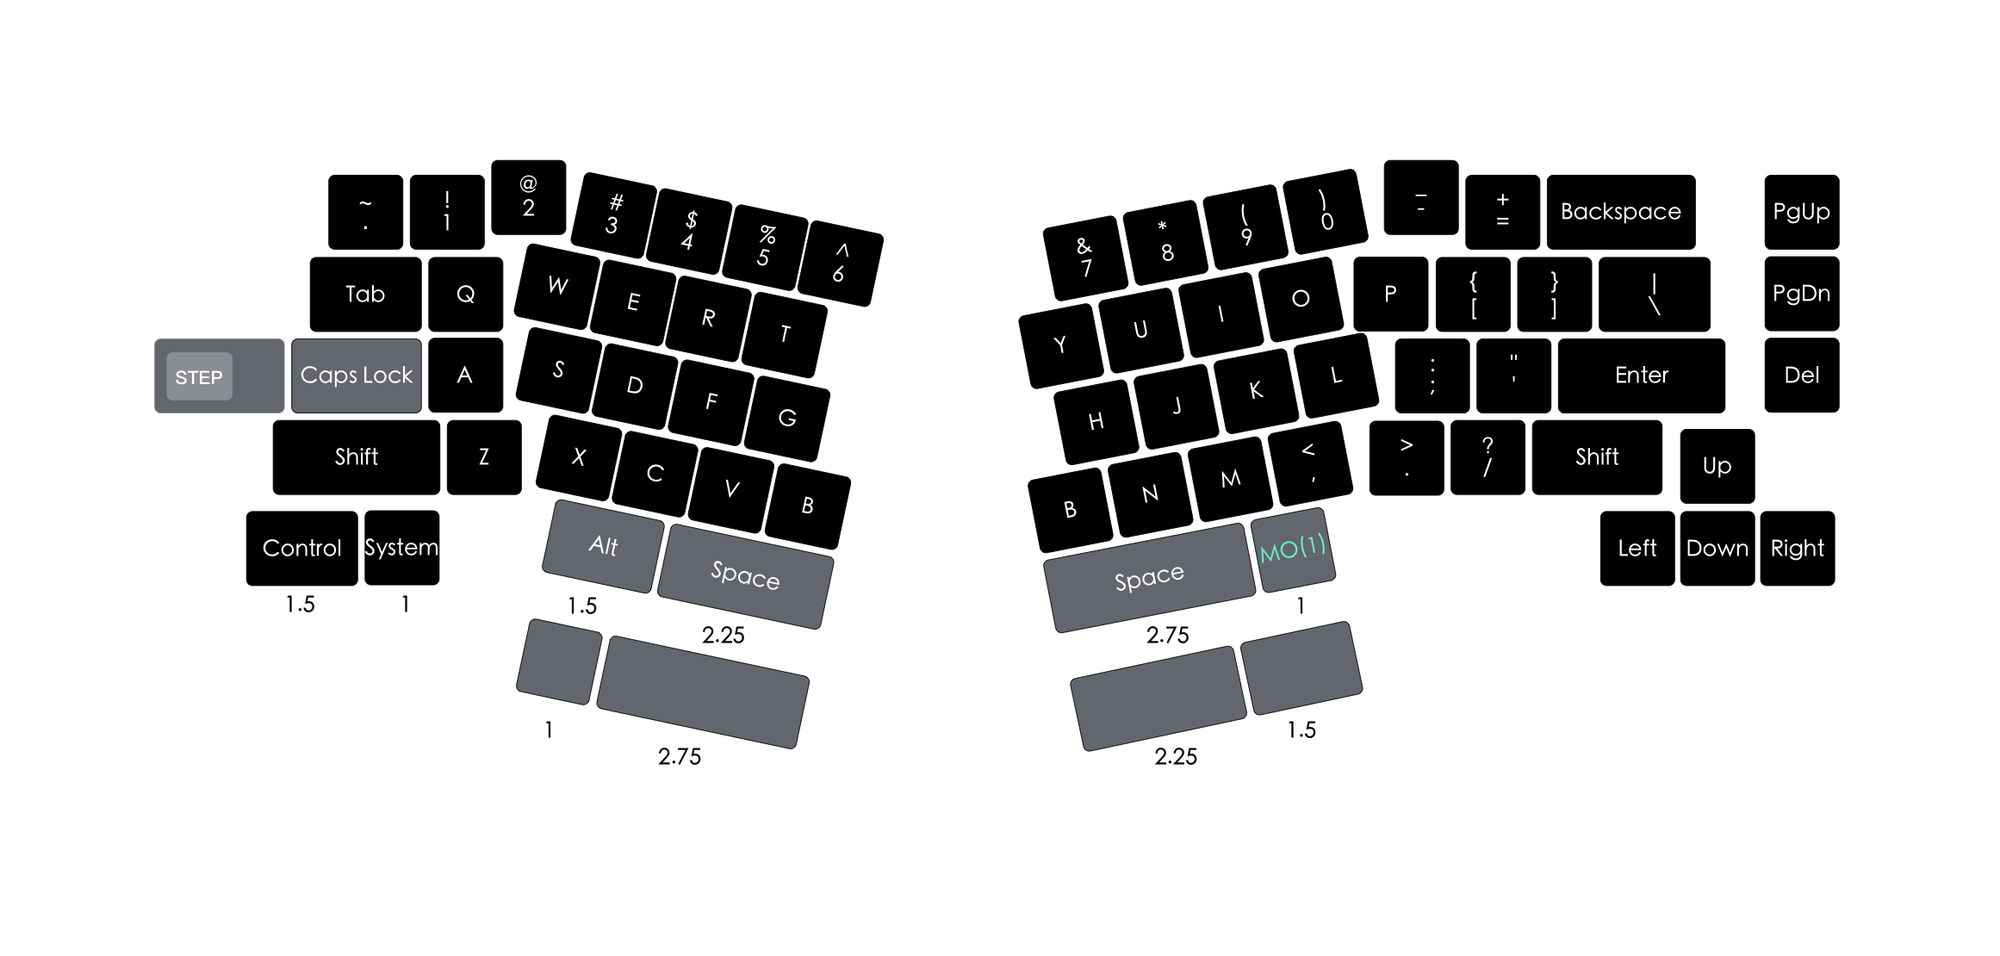 ~
.
!
1
@
2
#
3
$
4
%
5
^
6
&
7
*
8
(
9
)
0
_
-
+
=
Backspace
PgUp
Tab
Q
W
E
R
T
Y
U
I
O
P
{
[
}
]
|
\
PgDn
STEP
Caps Lock
A
S
D
F
G
H
J
K
L
:
;
"
'
Enter
Del
Shift
Z
X
C
V
B
B
N
M
<
,
>
.
?
/
Shift
Up
Control
System
Alt
Space
Space
MO(1)
Left
Down
Right
1.5
1
1.5
2.25
2.75
1
1
2.75
2.25
1.5